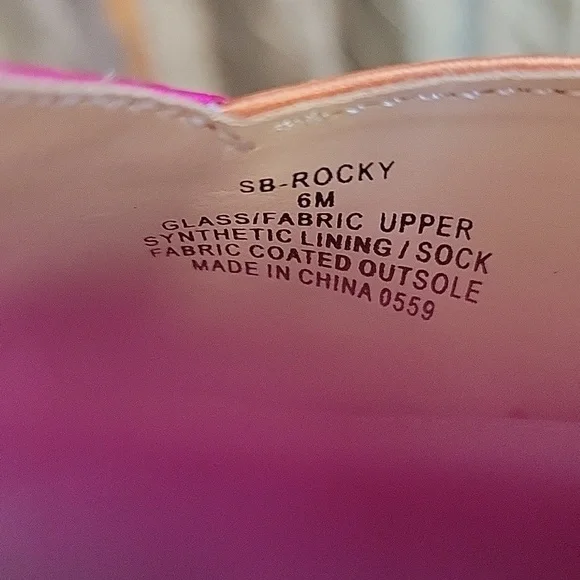 SB-ROCKY
6M
GLASS/FABRIC UPPER
SYNTHETIC LINING / SOCK
FABRIC COATED OUTSOLE
MADE IN CHINA 0559